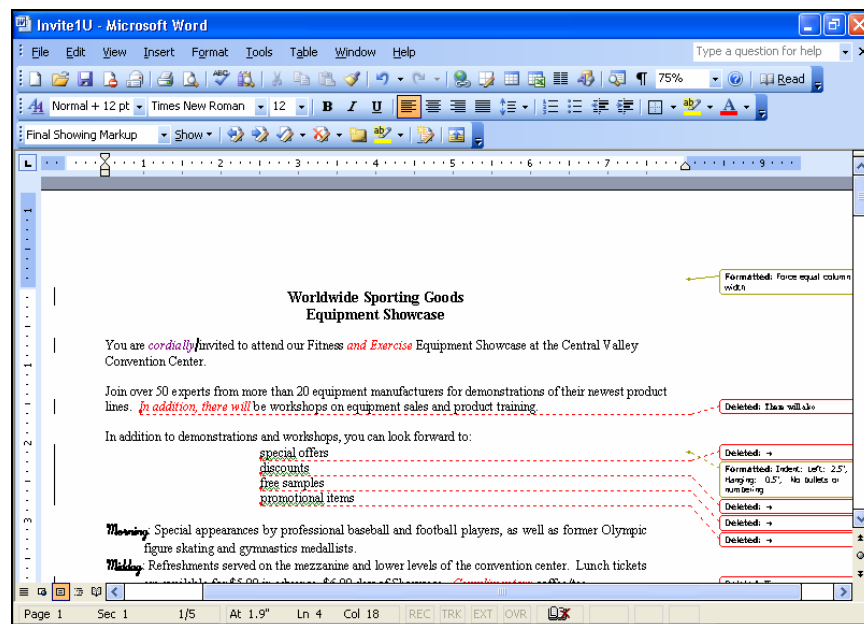 Invite1U - Microsoft Word
File Edit View Insert Format Tools Table Window Help Type a question for help
75% Read
Normal + 12 pt Times New Roman 12 B I U A
Final Showing Markup Show
1 2 3 4 5 6 7 9
Formatted: Force equal column width
Worldwide Sporting Goods
Equipment Showcase
You are cordially invited to attend our Fitness and Exercise Equipment Showcase at the Central Valley
Convention Center.
Join over 50 experts from more than 20 equipment manufacturers for demonstrations of their newest product
lines. In addition, there will be workshops on equipment sales and product training.
Deleted: There will also
In addition to demonstrations and workshops, you can look forward to:
special offers
discounts
free samples
promotional items
Deleted: →
Formatted: Indent: Left: 2.5",
Hanging: 0.5", No bullets or
numbering
Deleted: →
Deleted: →
Deleted: →
Morning: Special appearances by professional baseball and football players, as well as former Olympic
figure skating and gymnastics medallists.
Midday: Refreshments served on the mezzanine and lower levels of the convention center. Lunch tickets
Page 1 Sec 1 1/5 At 1.9" Ln 4 Col 18 REC TRK EXT OVR